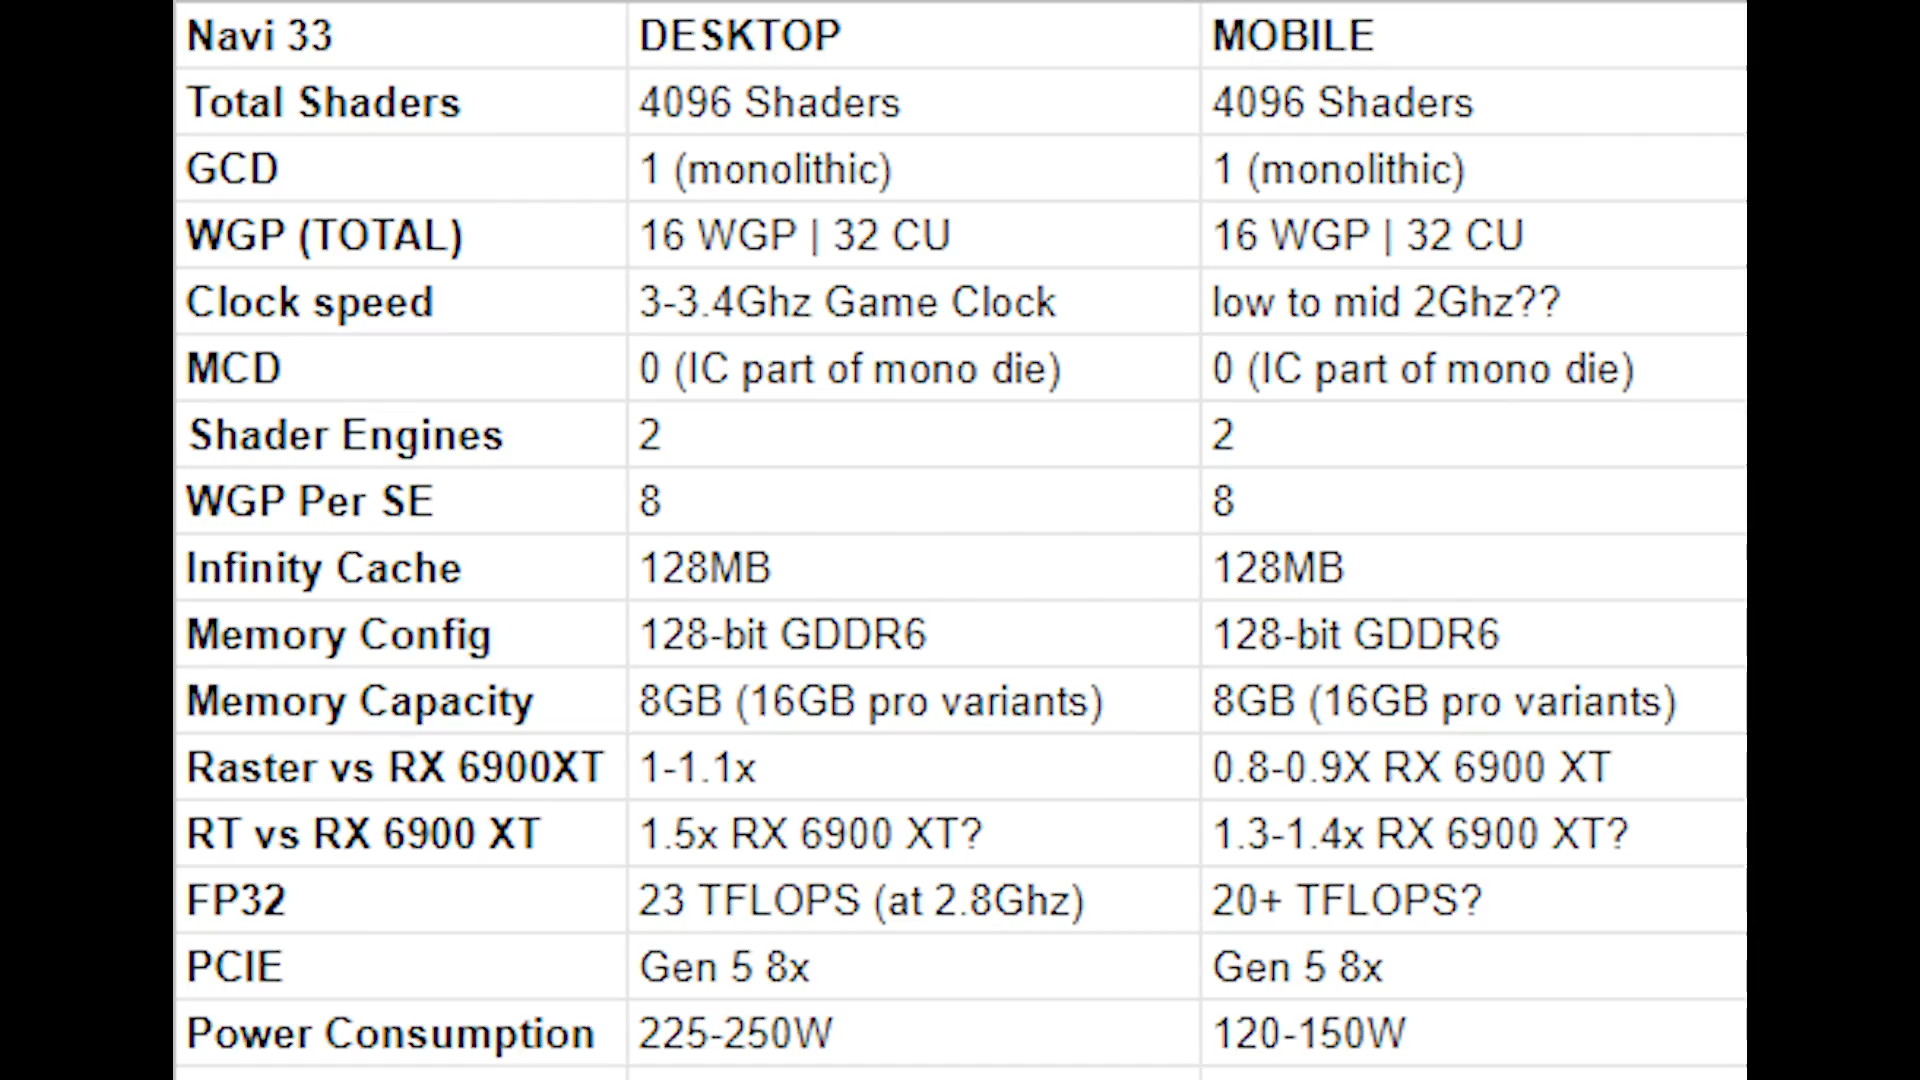 Navi 33 DESKTOP MOBILE
Total Shaders 4096 Shaders 4096 Shaders
GCD 1 (monolithic) 1 (monolithic)
WGP (TOTAL) 16 WGP | 32 CU 16 WGP | 32 CU
Clock speed 3-3.4Ghz Game Clock low to mid 2Ghz??
MCD 0 (IC part of mono die) 0 (IC part of mono die)
Shader Engines 2 2
WGP Per SE 8 8
Infinity Cache 128MB 128MB
Memory Config 128-bit GDDR6 128-bit GDDR6
Memory Capacity 8GB (16GB pro variants) 8GB (16GB pro variants)
Raster vs RX 6900XT 1-1.1x 0.8-0.9X RX 6900 XT
RT vs RX 6900 XT 1.5x RX 6900 XT? 1.3-1.4x RX 6900 XT?
FP32 23 TFLOPS (at 2.8Ghz) 20+ TFLOPS?
PCIE Gen 5 8x Gen 5 8x
Power Consumption 225-250W 120-150W